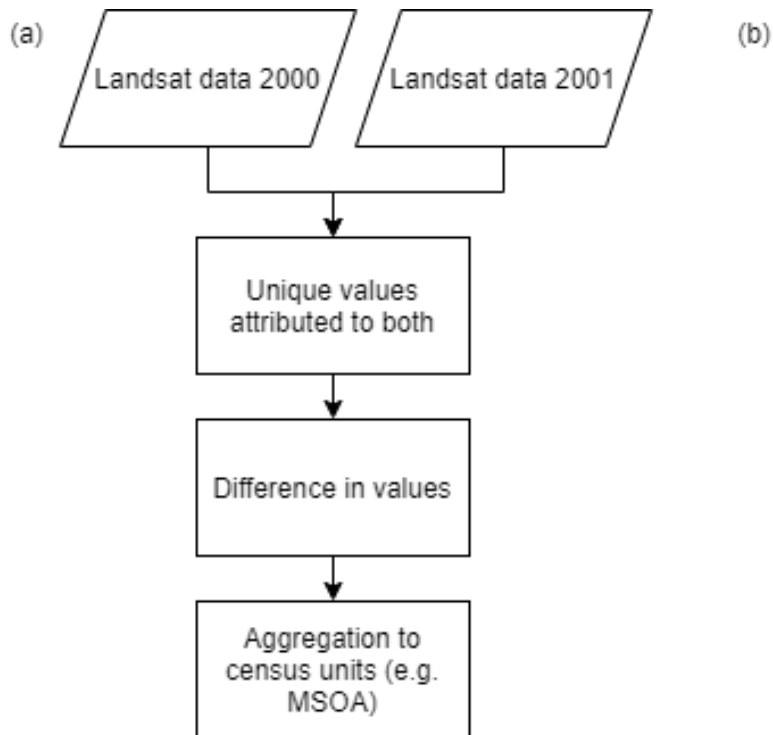 (a)
(b)
Landsat data 2000
Landsat data 2001
Unique values
attributed to both
Difference in values
Aggregation to
census units (e.g.
MSOA)